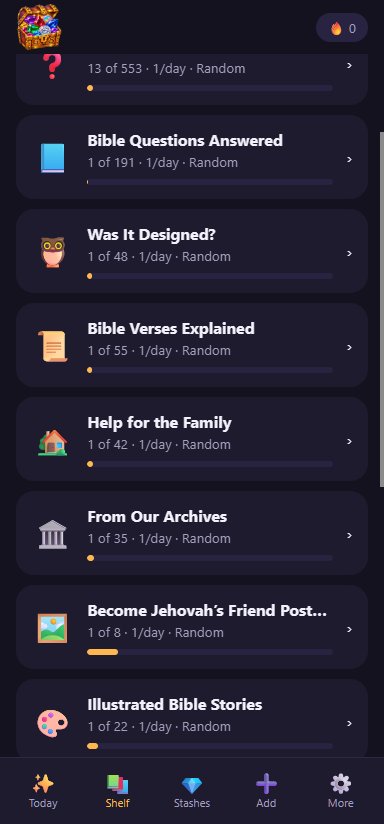 0
13 of 553 · 1/day · Random
Bible Questions Answered
1 of 191 · 1/day · Random
Was It Designed?
1 of 48 · 1/day · Random
Bible Verses Explained
1 of 55 · 1/day · Random
Help for the Family
1 of 42 · 1/day · Random
From Our Archives
1 of 35 · 1/day · Random
Become Jehovah's Friend Post...
1 of 8 · 1/day · Random
Illustrated Bible Stories
1 of 22 · 1/day · Random
Today Shelf Stashes Add More